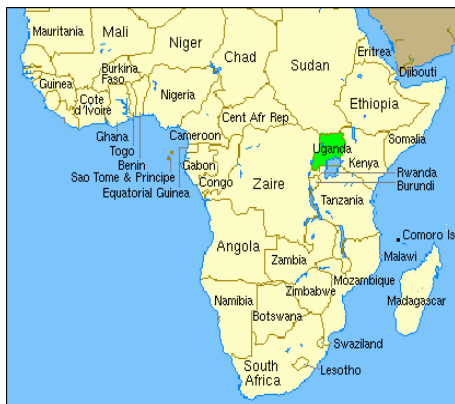 Mauritania
Mali
Niger
Chad
Sudan
Eritrea
Djibouti
Guinea
Burkina
Faso
Cote
d'Ivoire
Nigeria
Ethiopia
Ghana
Togo
Benin
Cameroon
Cent Afr Rep
Somalia
Uganda
Kenya
Sao Tome & Principe
Equatorial Guinea
Gabon
Congo
Zaire
Rwanda
Burundi
Tanzania
Comoro Is
Angola
Zambia
Malawi
Mozambique
Zimbabwe
Madagascar
Namibia
Botswana
Swaziland
South
Africa
Lesotho